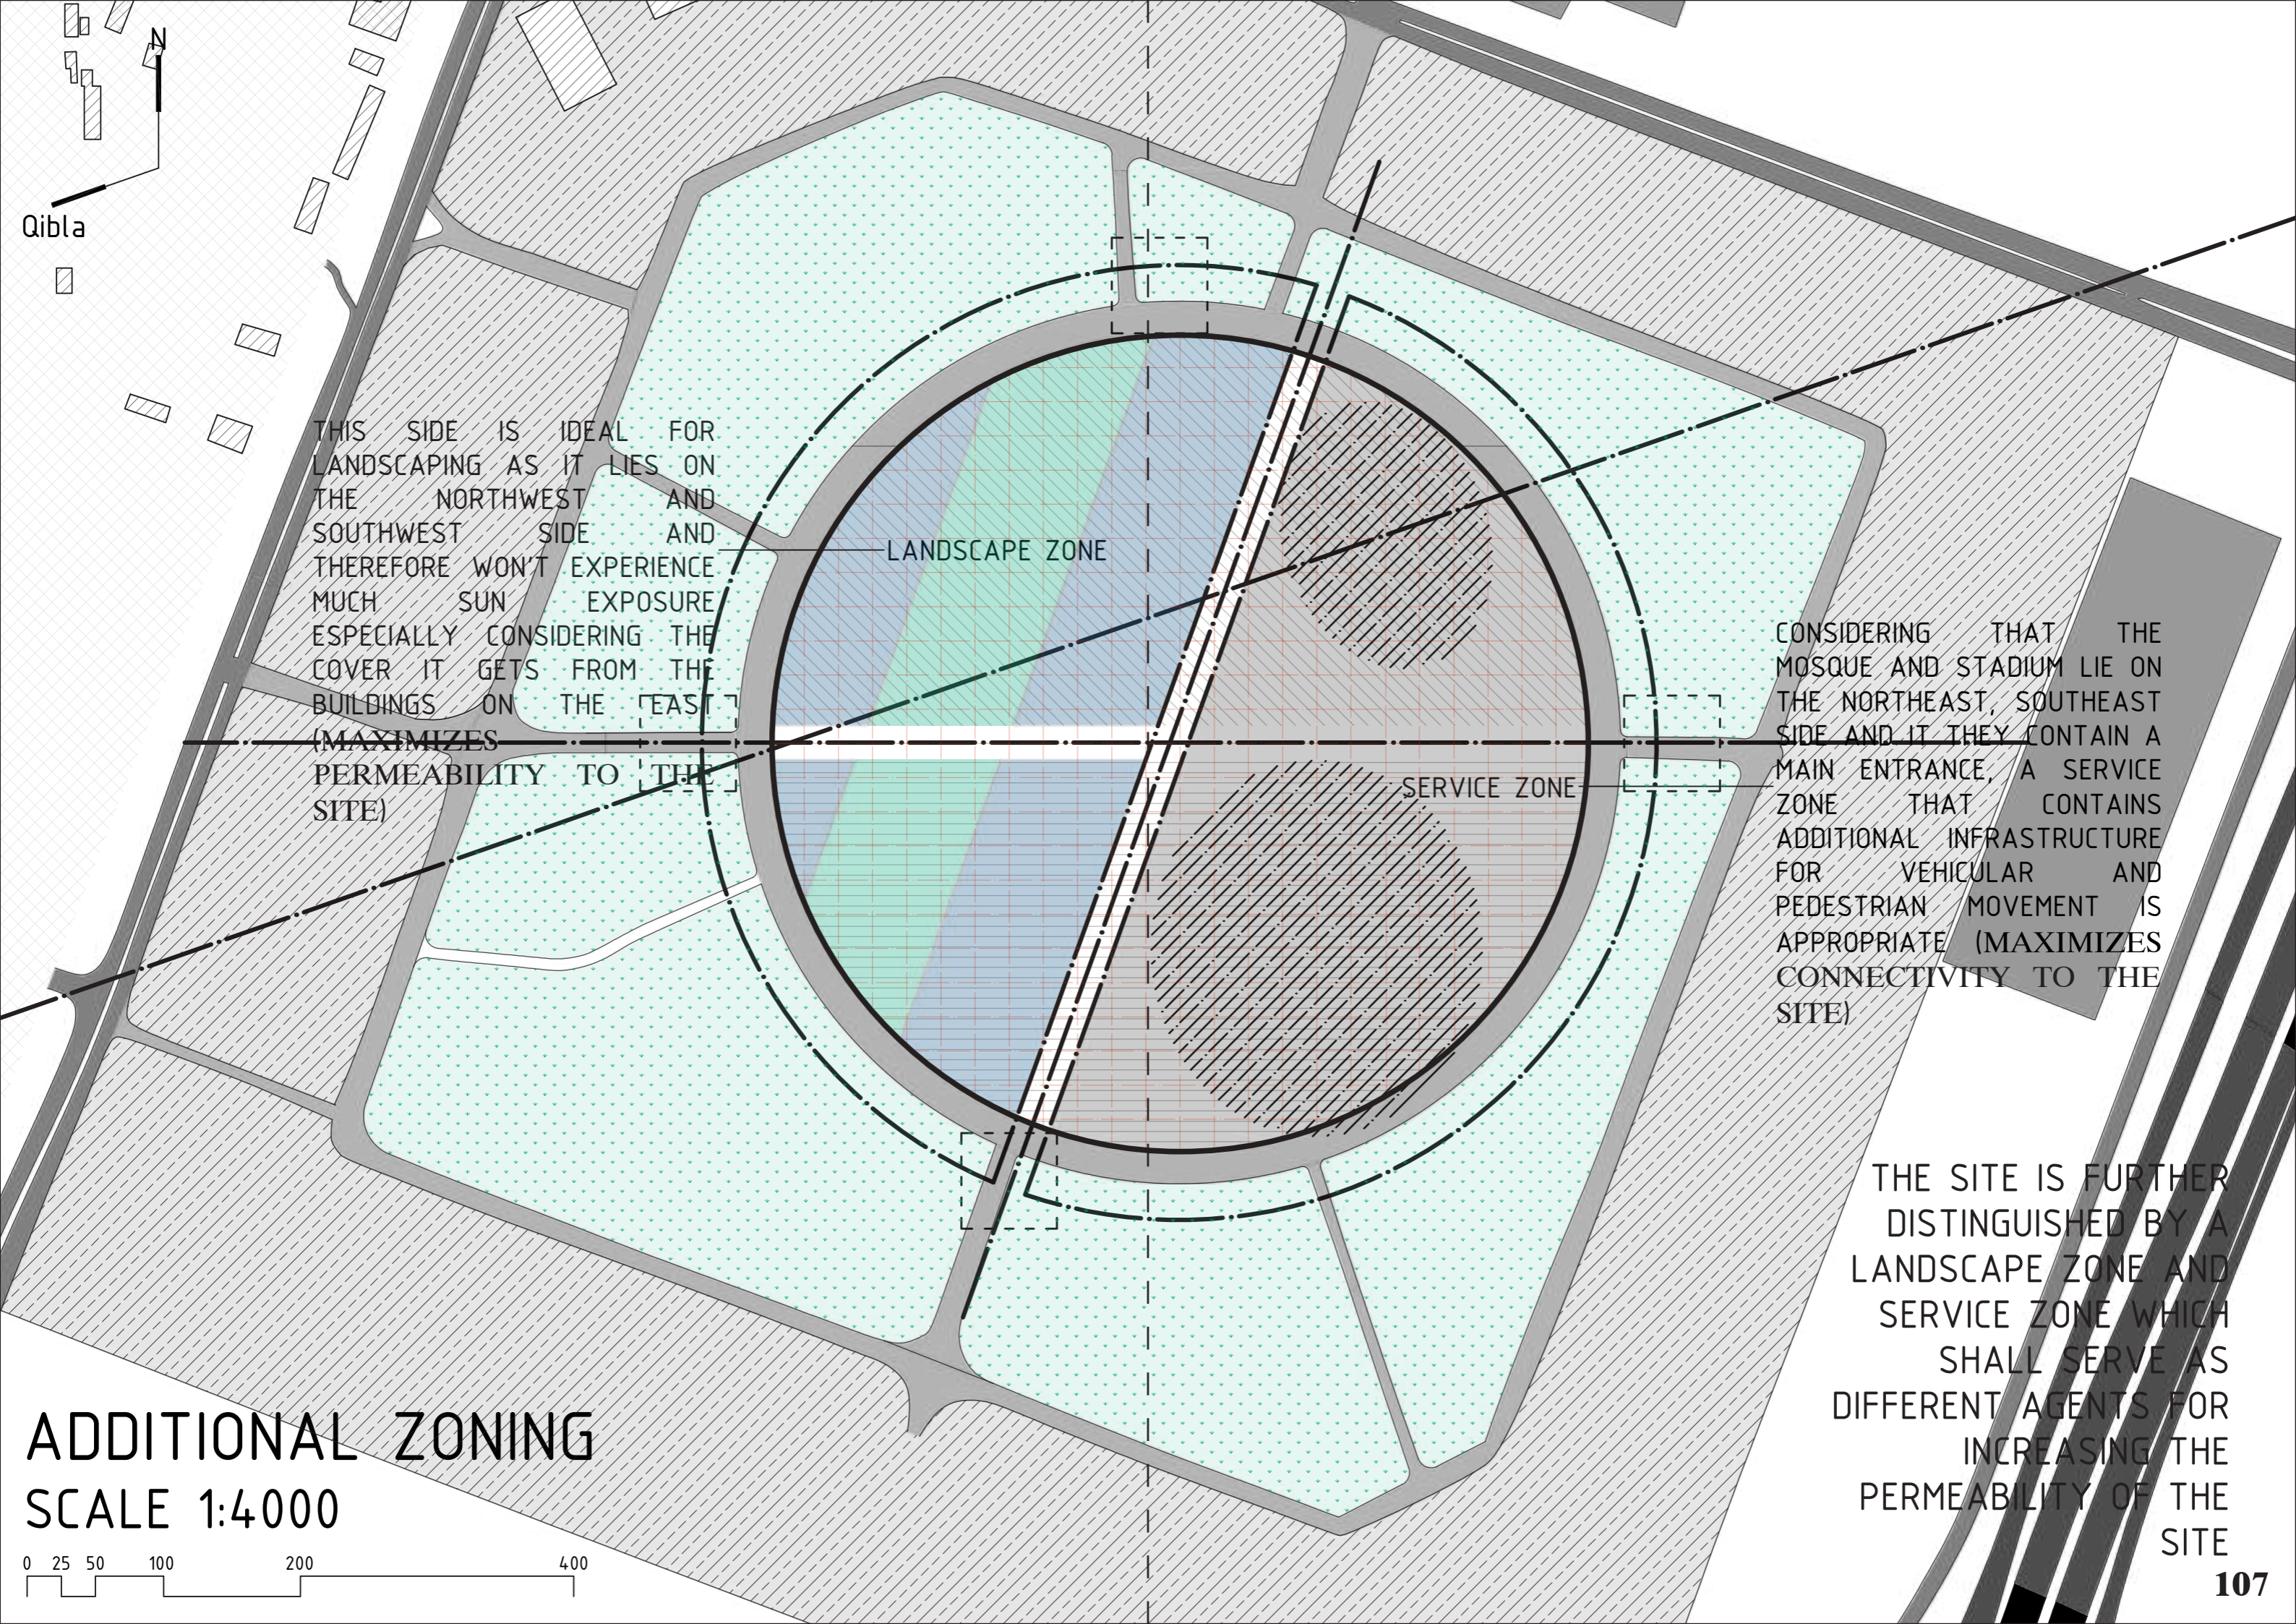 N
Qibla
THIS SIDE IS IDEAL FOR
LANDSCAPING AS IT LIES ON
THE NORTHWEST AND
SOUTHWEST SIDE AND
THEREFORE WON'T EXPERIENCE
MUCH SUN EXPOSURE
ESPECIALLY CONSIDERING THE
COVER IT GETS FROM THE
BUILDINGS ON THE EAST
(MAXIMIZES
PERMEABILITY TO THE
SITE)
LANDSCAPE ZONE
SERVICE ZONE
CONSIDERING THAT THE
MOSQUE AND STADIUM LIE ON
THE NORTHEAST, SOUTHEAST
SIDE AND IT THEY CONTAIN A
MAIN ENTRANCE, A SERVICE
ZONE THAT CONTAINS
ADDITIONAL INFRASTRUCTURE
FOR VEHICULAR AND
PEDESTRIAN MOVEMENT IS
APPROPRIATE (MAXIMIZES
CONNECTIVITY TO THE
SITE)
THE SITE IS FURTHER
DISTINGUISHED BY A
LANDSCAPE ZONE AND
SERVICE ZONE WHICH
SHALL SERVE AS
DIFFERENT AGENTS FOR
INCREASING THE
PERMEABILITY OF THE
SITE
ADDITIONAL ZONING
SCALE 1:4000
0 25 50 100 200 400
107